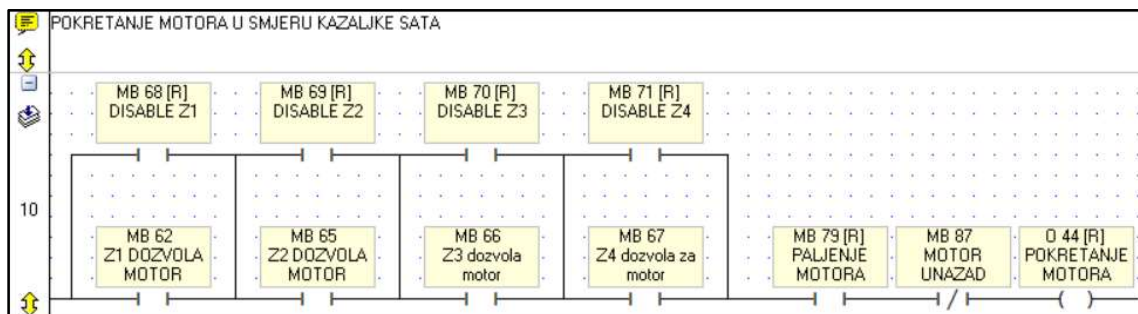 POKRETANJE MOTORA U SMJERU KAZALJKE SATA
MB 68 [R]
DISABLE Z1
MB 69 [R]
DISABLE Z2
MB 70 [R]
DISABLE Z3
MB 71 [R]
DISABLE Z4
10
MB 62
Z1 DOZVOLA
MOTOR
MB 65
Z2 DOZVOLA
MOTOR
MB 66
Z3 dozvola
motor
MB 67
Z4 dozvola za
motor
MB 79 [R]
PALJENJE
MOTORA
MB 87
MOTOR
UNAZAD
O 44 [R]
POKRETANJE
MOTORA